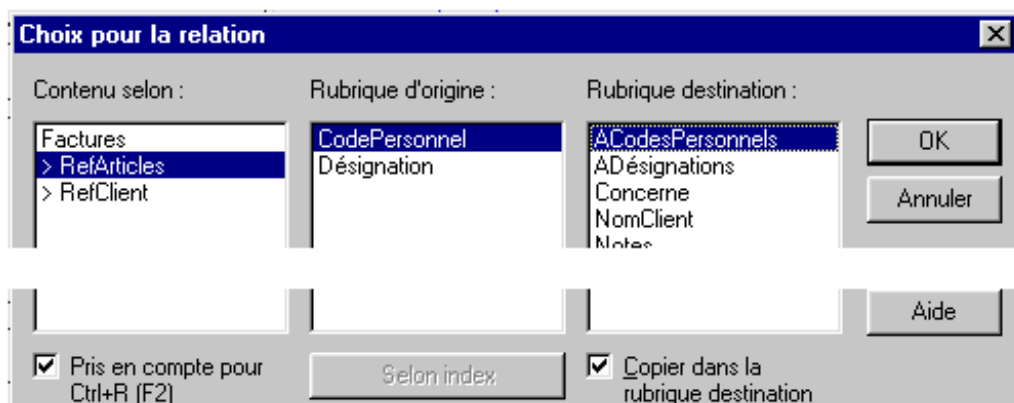 Choix pour la relation
Contenu selon :
Rubrique d'origine :
Rubrique destination :
Factures
> RefArticles
> RefClient
CodePersonnel
Désignation
ACodesPersonnels
ADésignations
Concerne
NomClient
Notes
OK
Annuler
Aide
Pris en compte pour
Ctrl+R (F2)
Selon index
Copier dans la
rubrique destination